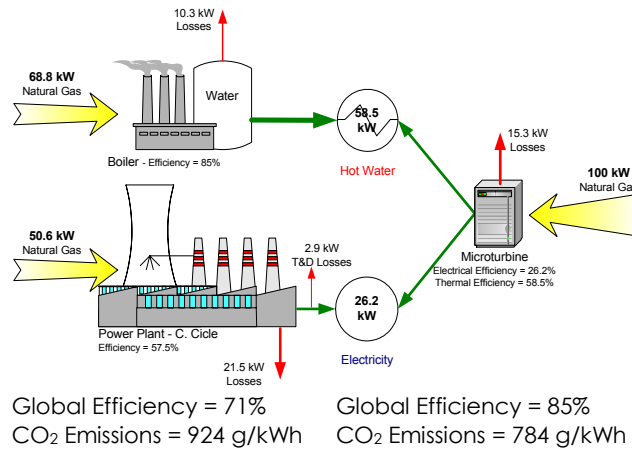 10.3 kW
Losses
68.8 kW
Natural Gas
Water
58.5
kW
Boiler - Efficiency = 85%
Hot Water
15.3 kW
Losses
100 kW
Natural Gas
50.6 kW
Natural Gas
2.9 kW
T&D Losses
Microturbine
Electrical Efficiency = 26.2%
Thermal Efficiency = 58.5%
26.2
kW
Power Plant - C. Cicle
Efficiency = 57.5%
Electricity
21.5 kW
Losses
Global Efficiency = 71%
CO₂ Emissions = 924 g/kWh
Global Efficiency = 85%
CO₂ Emissions = 784 g/kWh